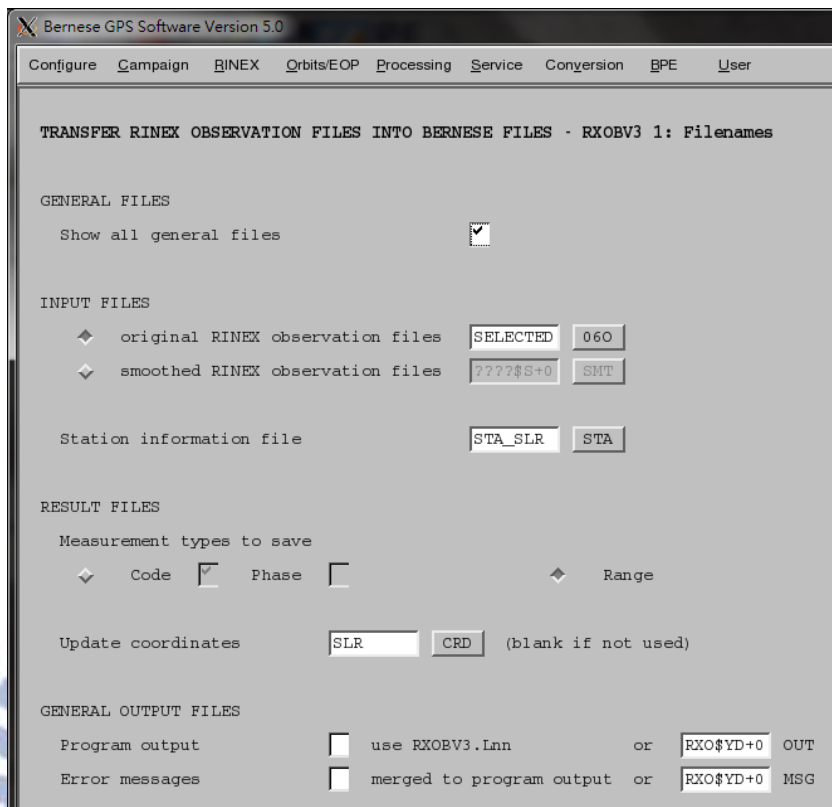 Bernese GPS Software Version 5.0
Configure Campaign RINEX Orbits/EOP Processing Service Conversion BPE User
TRANSFER RINEX OBSERVATION FILES INTO BERNESE FILES - RXOBV3 1: Filenames
GENERAL FILES
Show all general files
INPUT FILES
original RINEX observation files SELECTED 06O
smoothed RINEX observation files ????$S+0 SMT
Station information file STA_SLR STA
RESULT FILES
Measurement types to save
Code Phase Range
Update coordinates SLR CRD (blank if not used)
GENERAL OUTPUT FILES
Program output use RXOBV3.Lnn or RXO$YD+0 OUT
Error messages merged to program output or RXO$YD+0 MSG